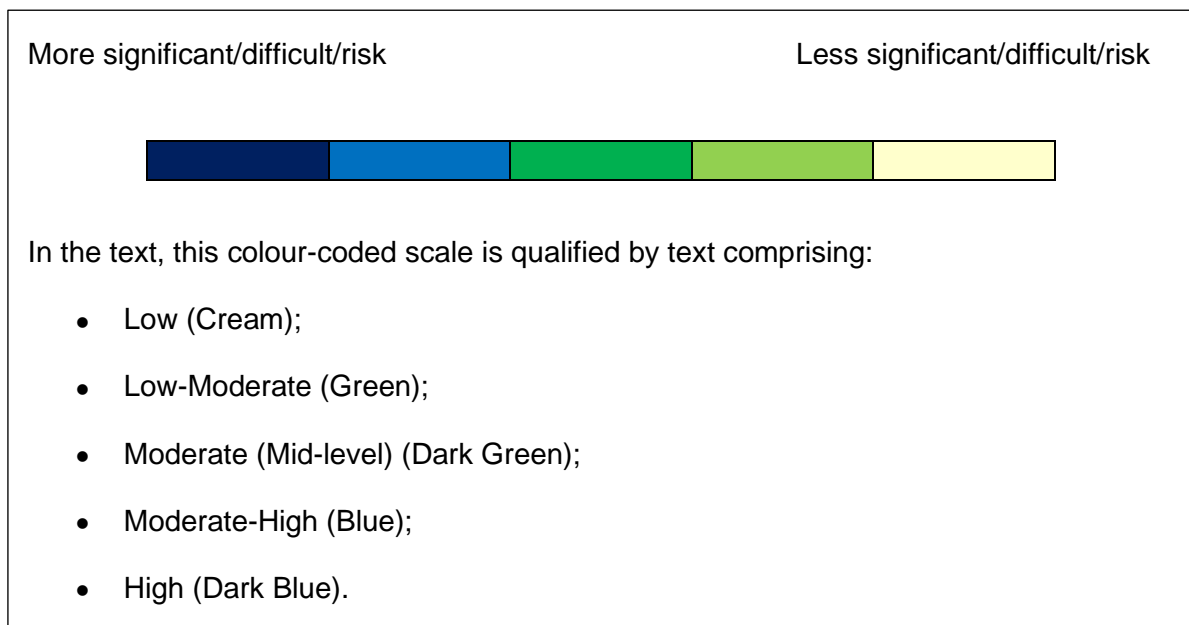 More significant/difficult/risk Less significant/difficult/risk
In the text, this colour-coded scale is qualified by text comprising:
• Low (Cream);
• Low-Moderate (Green);
• Moderate (Mid-level) (Dark Green);
• Moderate-High (Blue);
• High (Dark Blue).